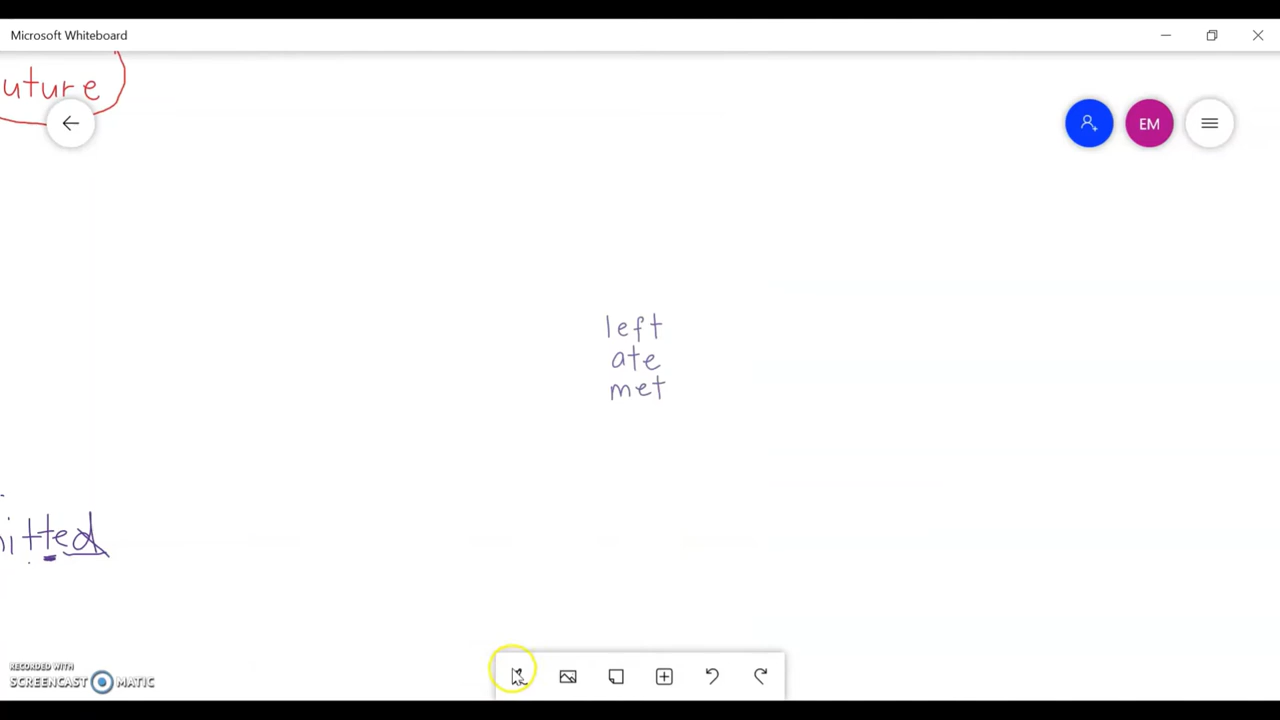 Microsoft Whiteboard
uture
EM
left
ate
met
itted
RECORDED WITH
SCREENCAST MATIC